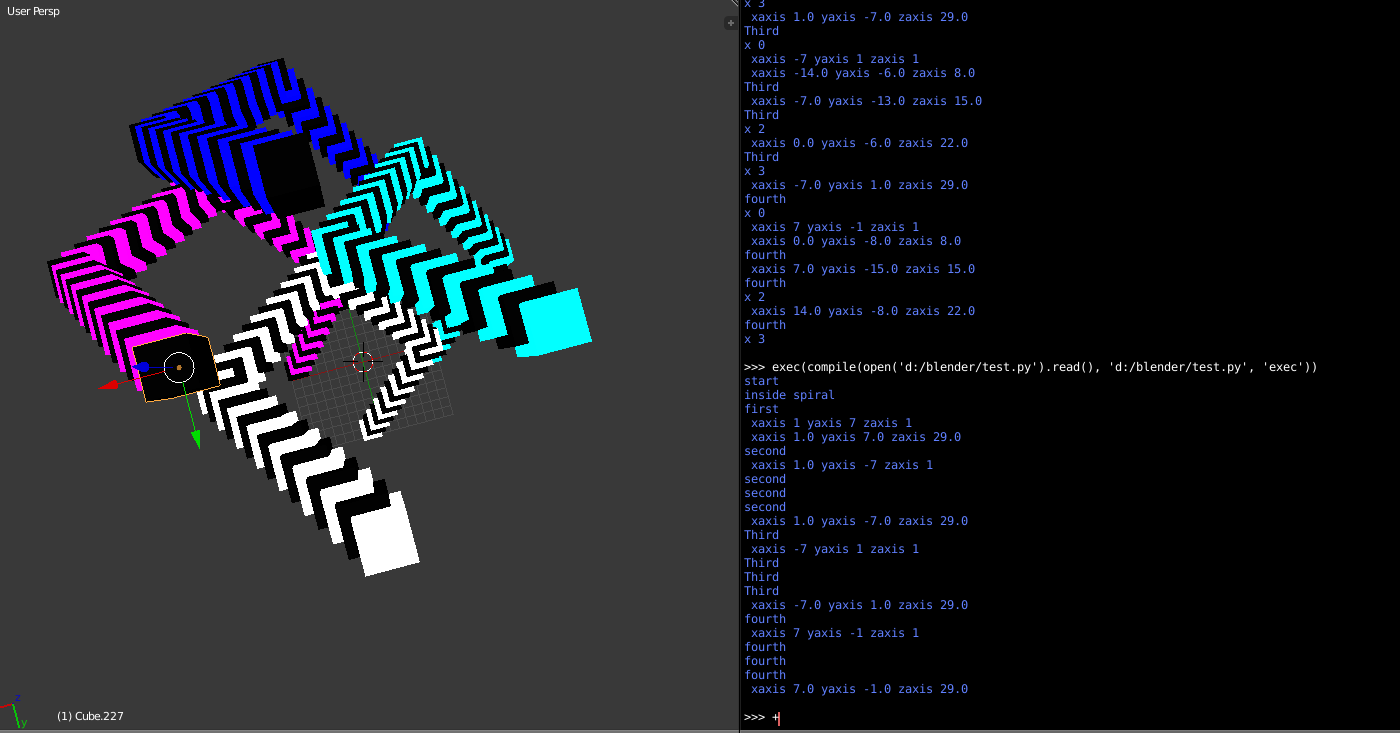 User Persp
z
y
(1) Cube.227
x 3
xaxis 1.0 yaxis -7.0 zaxis 29.0
Third
x 0
xaxis -7 yaxis 1 zaxis 1
xaxis -14.0 yaxis -6.0 zaxis 8.0
Third
xaxis -7.0 yaxis -13.0 zaxis 15.0
Third
x 2
xaxis 0.0 yaxis -6.0 zaxis 22.0
Third
x 3
xaxis -7.0 yaxis 1.0 zaxis 29.0
fourth
x 0
xaxis 7 yaxis -1 zaxis 1
xaxis 0.0 yaxis -8.0 zaxis 8.0
fourth
xaxis 7.0 yaxis -15.0 zaxis 15.0
fourth
x 2
xaxis 14.0 yaxis -8.0 zaxis 22.0
fourth
x 3
>>> exec(compile(open('d:/blender/test.py').read(), 'd:/blender/test.py', 'exec'))
start
inside spiral
first
xaxis 1 yaxis 7 zaxis 1
xaxis 1.0 yaxis 7.0 zaxis 29.0
second
xaxis 1.0 yaxis -7 zaxis 1
second
second
second
xaxis 1.0 yaxis -7.0 zaxis 29.0
Third
xaxis -7 yaxis 1 zaxis 1
Third
Third
Third
xaxis -7.0 yaxis 1.0 zaxis 29.0
fourth
xaxis 7 yaxis -1 zaxis 1
fourth
fourth
fourth
xaxis 7.0 yaxis -1.0 zaxis 29.0
>>> +